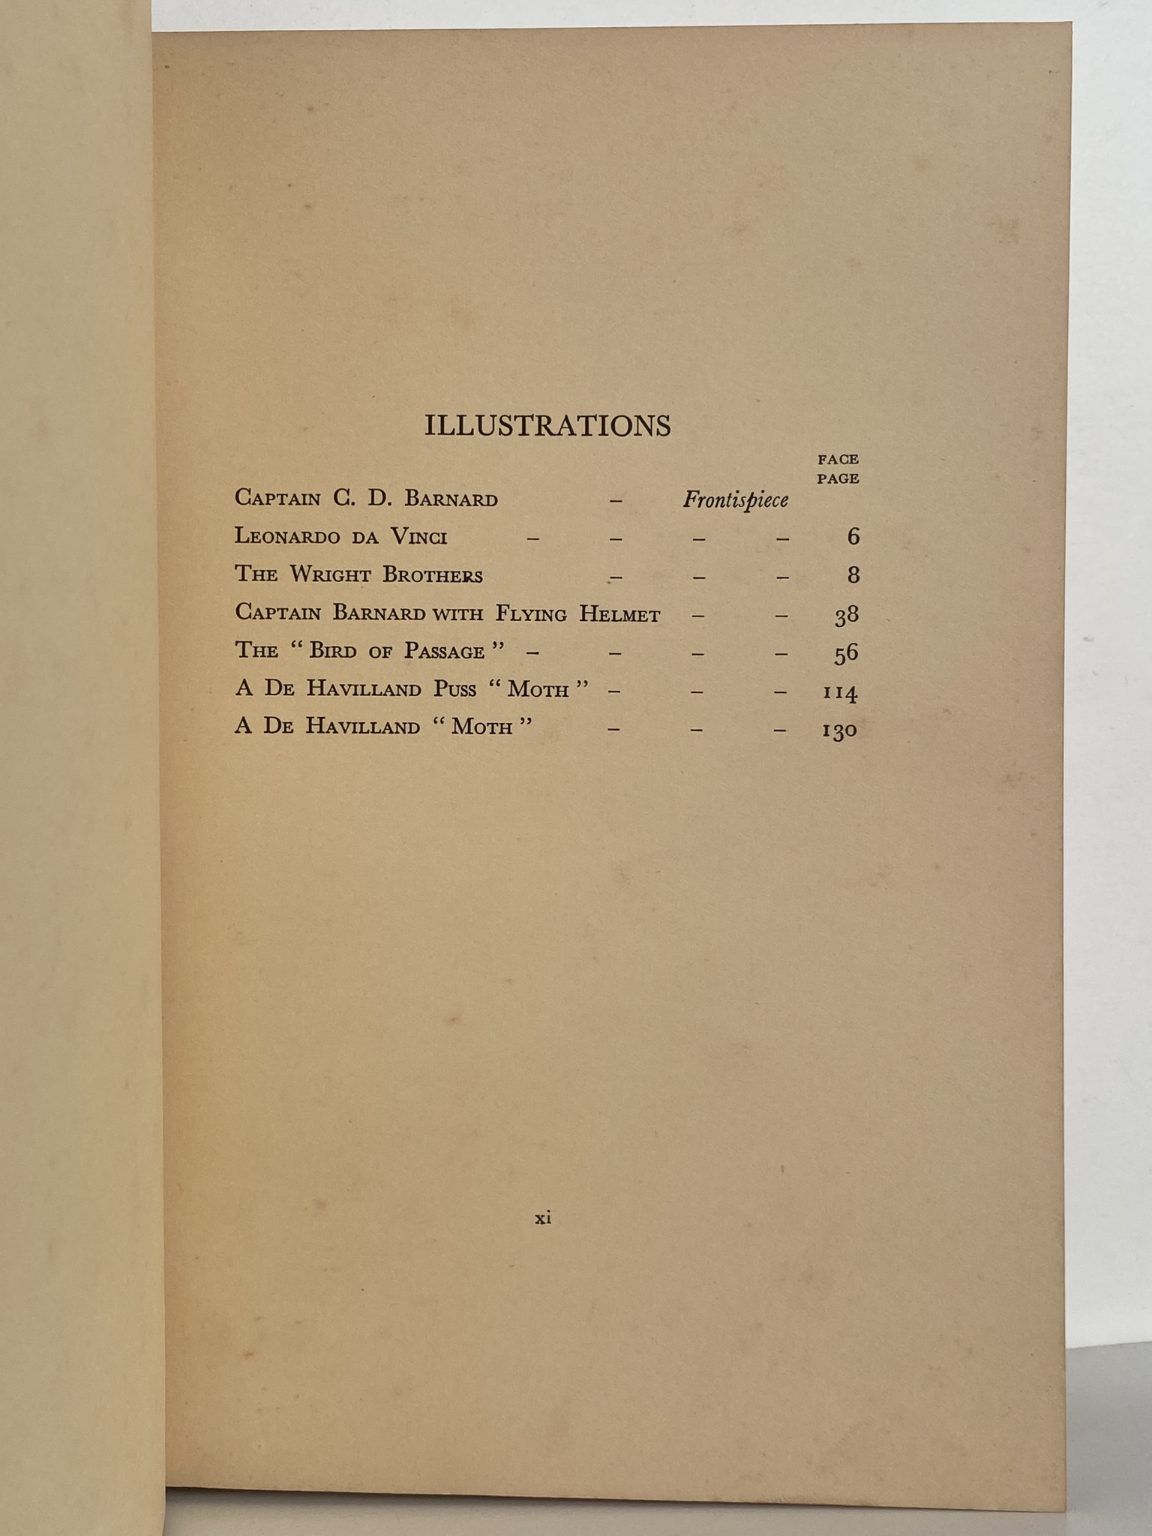 ILLUSTRATIONS
FACE
PAGE
Captain C. D. Barnard – Frontispiece
Leonardo da Vinci – – – – 6
The Wright Brothers – – – 8
Captain Barnard with Flying Helmet – – 38
The “Bird of Passage” – – – – 56
A De Havilland Puss “Moth” – – – 114
A De Havilland “Moth” – – – 130
xi